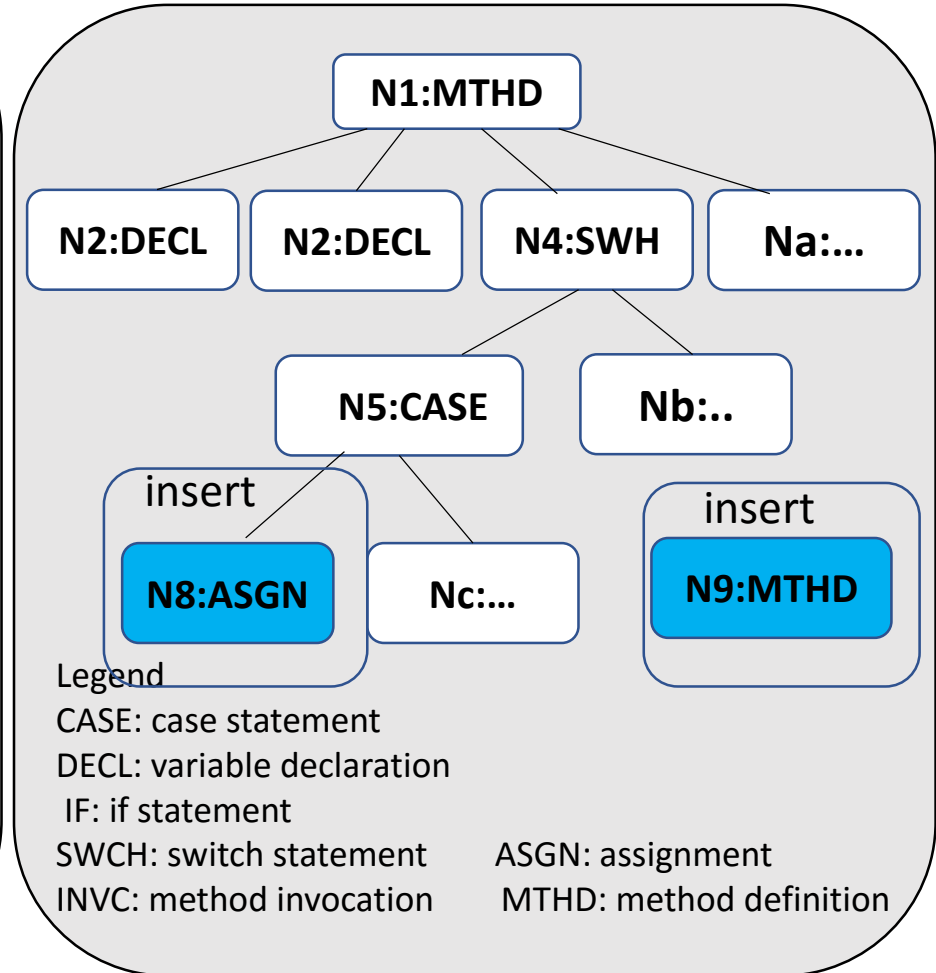 N1:MTHD
N2:DECL N2:DECL N4:SWH Na:...
N5:CASE Nb:..
insert insert
N8:ASGN Nc:... N9:MTHD
Legend
CASE: case statement
DECL: variable declaration
IF: if statement
SWCH: switch statement ASGN: assignment
INVC: method invocation MTHD: method definition